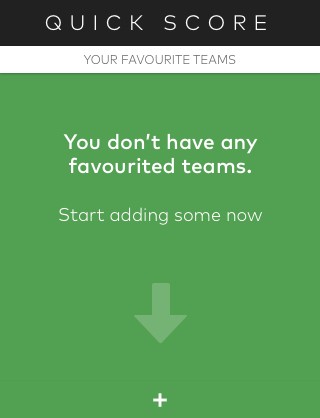 QUICK SCORE
YOUR FAVOURITE TEAMS
You don't have any
favourited teams.
Start adding some now
+